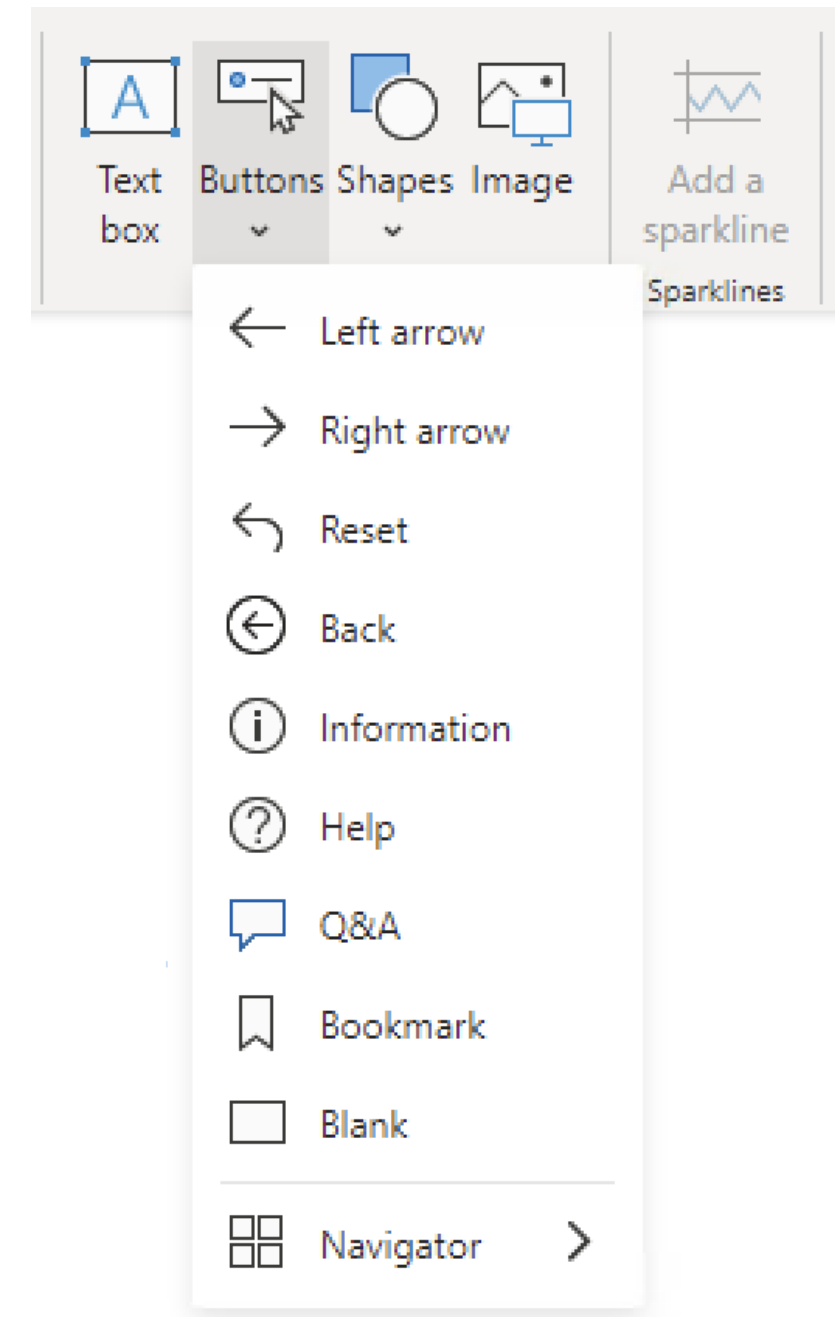 Text
box
Buttons
Shapes
Image
Add a
sparkline
Sparklines
Left arrow
Right arrow
Reset
Back
Information
Help
Q&A
Bookmark
Blank
Navigator